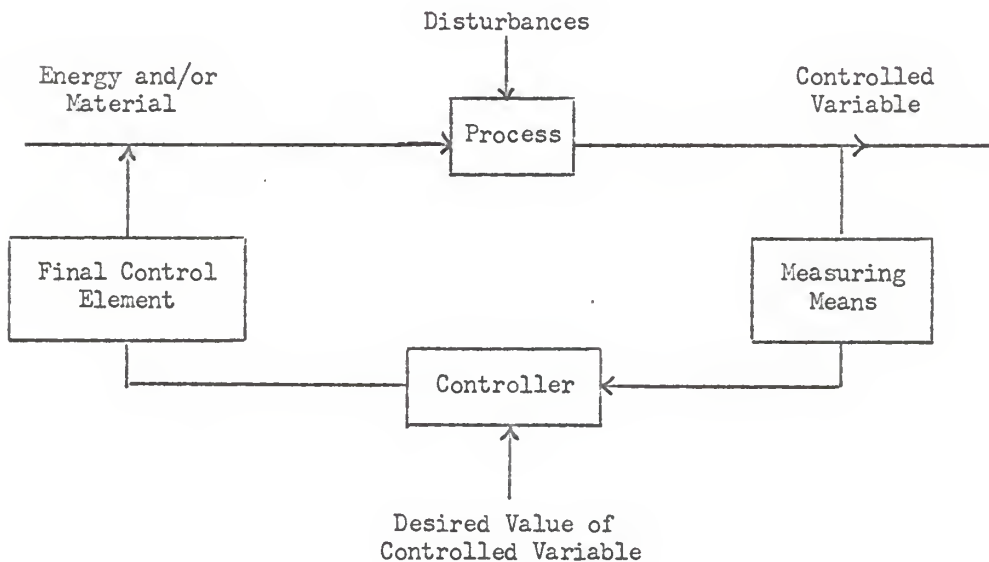 Disturbances
Energy and/or
Material
Controlled
Variable
Process
Final Control
Element
Measuring
Means
Controller
Desired Value of
Controlled Variable